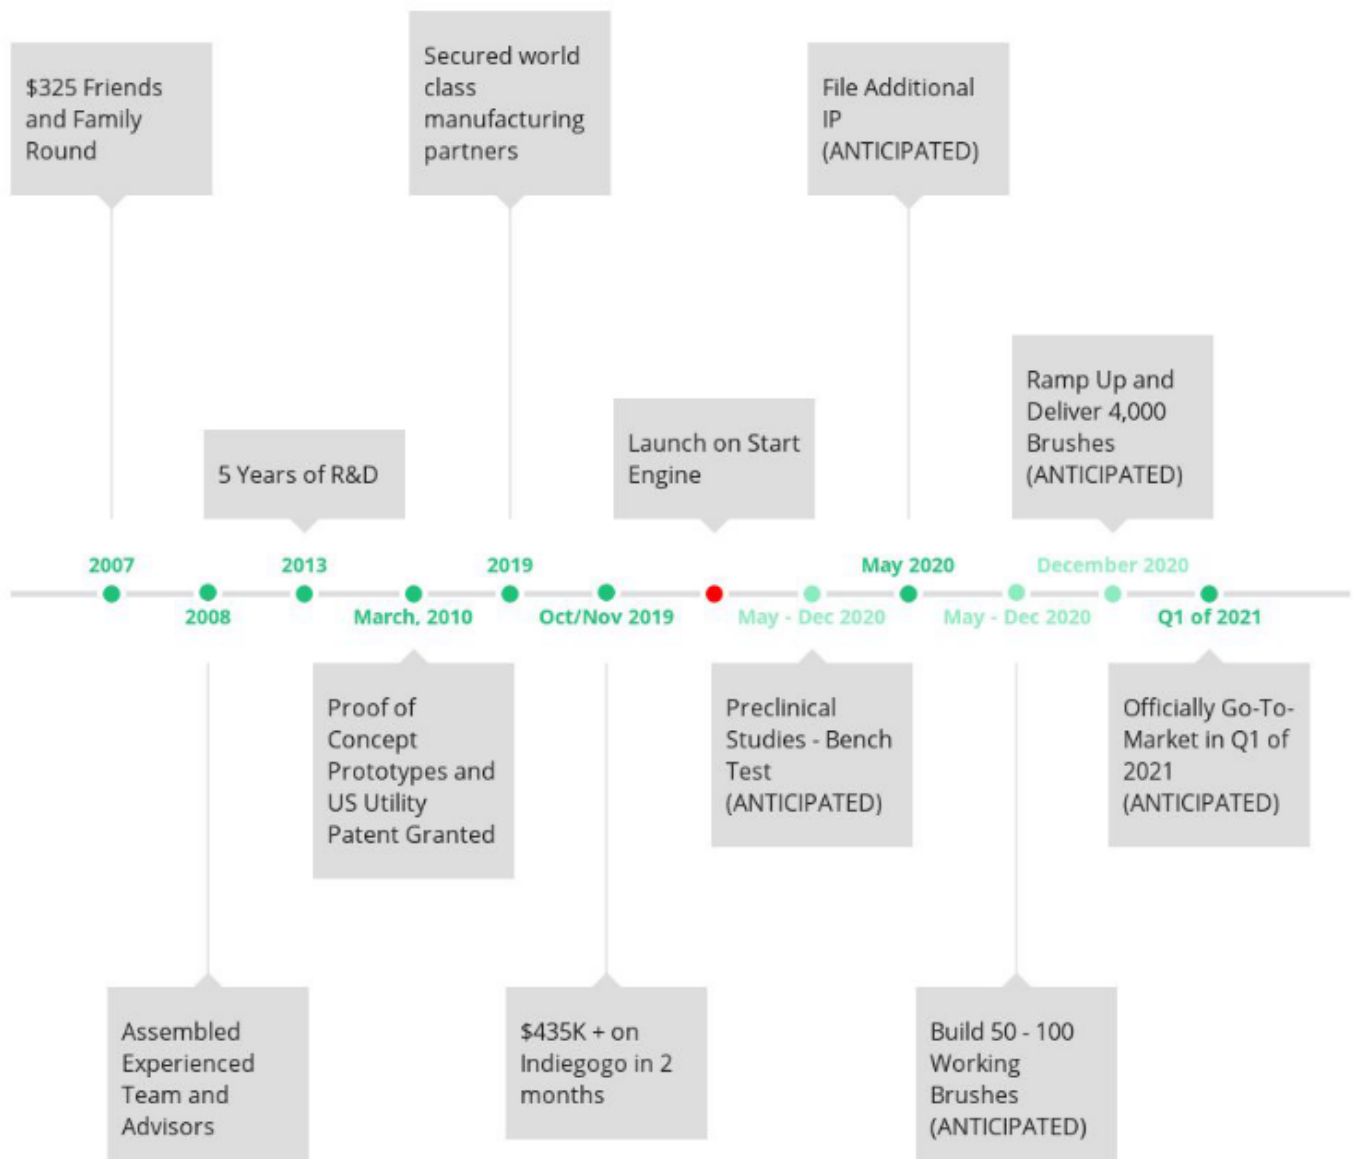 $325 Friends
and Family
Round
Secured world
class
manufacturing
partners
File Additional
IP
(ANTICIPATED)
5 Years of R&D
Launch on Start
Engine
Ramp Up and
Deliver 4,000
Brushes
(ANTICIPATED)
2007
2013
2019
May 2020
December 2020
2008
March, 2010
Oct/Nov 2019
May - Dec 2020
May - Dec 2020
Q1 of 2021
Proof of
Concept
Prototypes and
US Utility
Patent Granted
Preclinical
Studies - Bench
Test
(ANTICIPATED)
Officially Go-To-
Market in Q1 of
2021
(ANTICIPATED)
Assembled
Experienced
Team and
Advisors
$435K + on
Indiegogo in 2
months
Build 50 - 100
Working
Brushes
(ANTICIPATED)